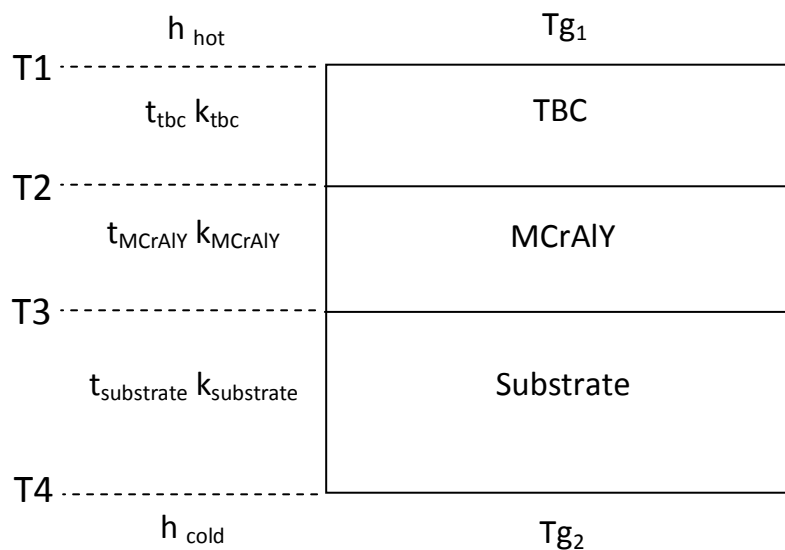 h hot Tg1
T1
ttbc ktbc TBC
T2
tMCrAlY kMCrAlY MCrAlY
T3
tsubstrate ksubstrate Substrate
T4
h cold Tg2